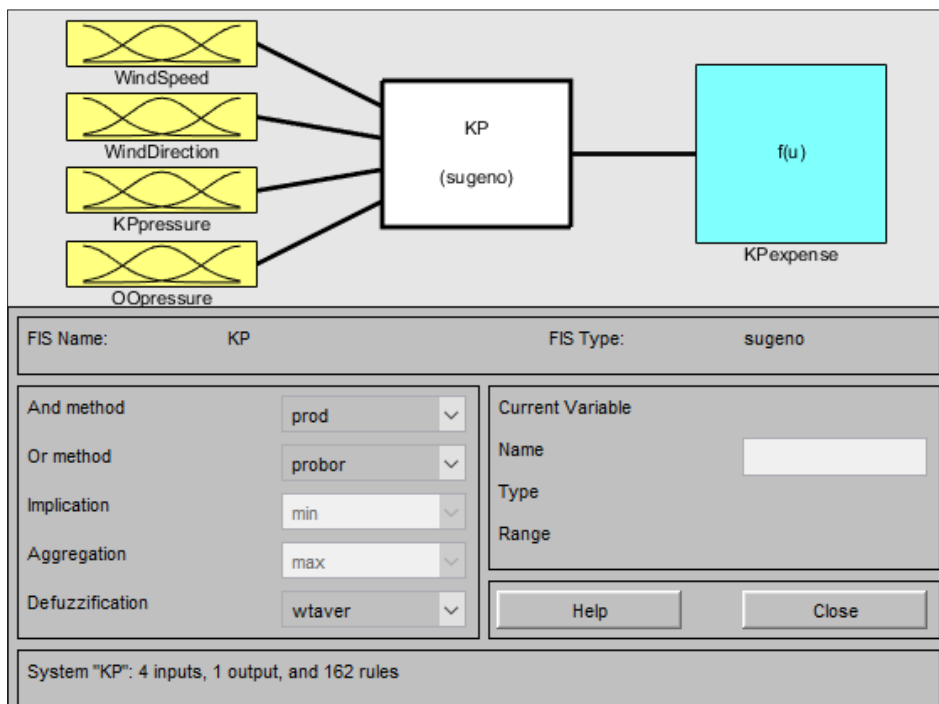 WindSpeed
WindDirection
KPpressure
OOpressure
KP
(sugeno)
f(u)
KPexpense
FIS Name: KP FIS Type: sugeno
And method prod
Or method probor
Implication min
Aggregation max
Defuzzification wtaver
Current Variable
Name
Type
Range
Help Close
System "KP": 4 inputs, 1 output, and 162 rules